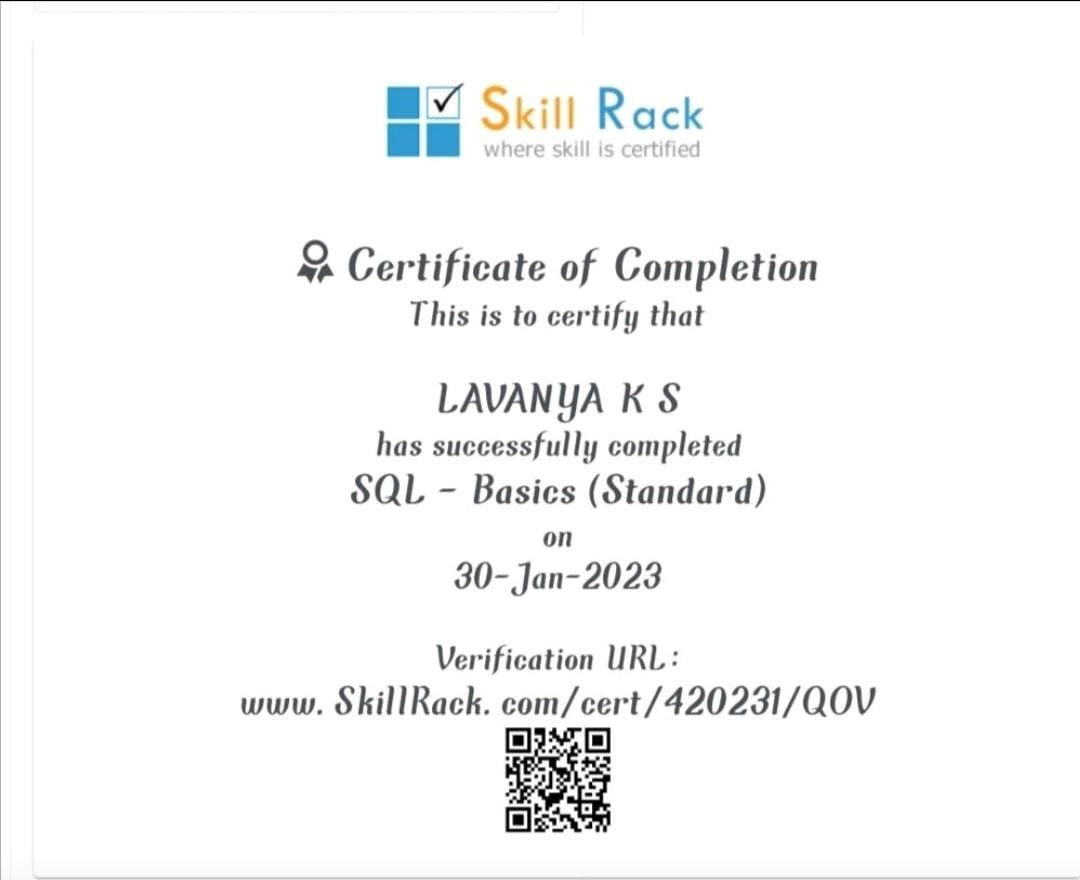 Skill Rack
where skill is certified
Certificate of Completion
This is to certify that
LAVANYA K S
has successfully completed
SQL - Basics (Standard)
on
30-Jan-2023
Verification URL:
www. SkillRack. com/cert/420231/QOV